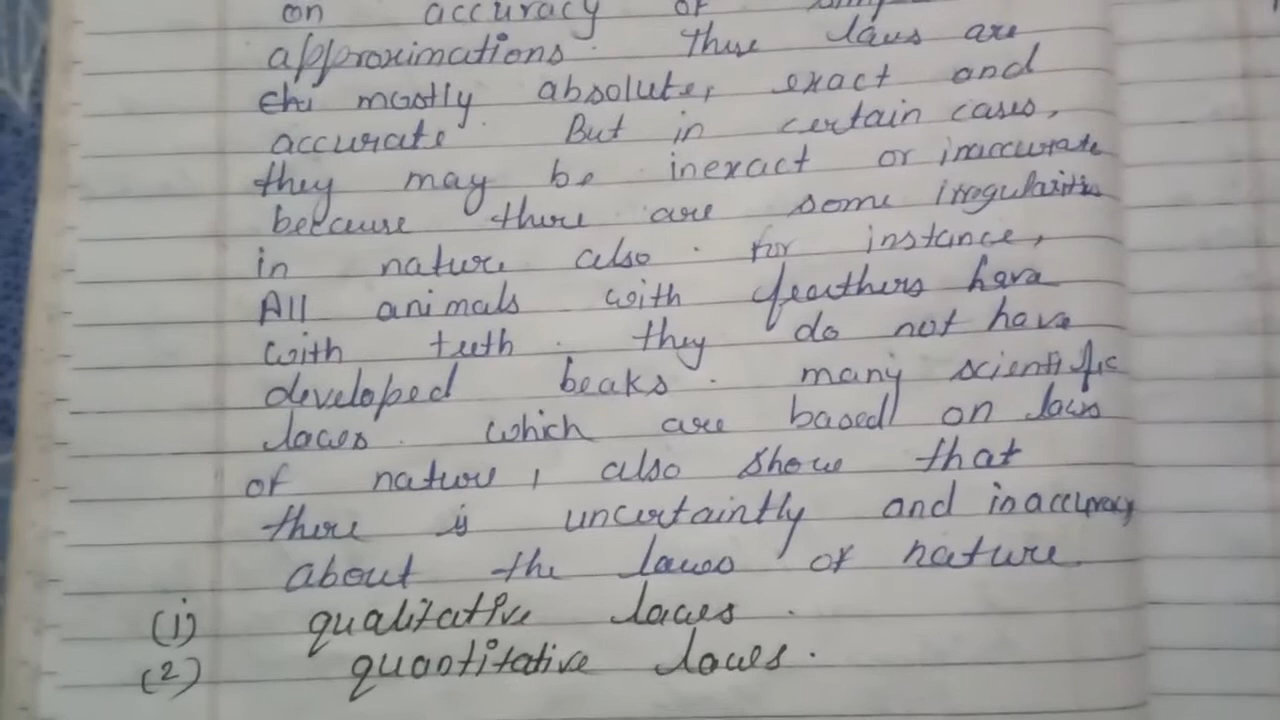 on accuracy of
approximations. These laws are
the mostly absolute, exact and
accurate. But in certain cases,
they may be inexact or inaccurate
because there are some irregularities
in nature also. for instance,
All animals with feathers have
with teeth. they do not have
developed beaks. many scientific
laws. which are based on laws
of nature, also show that
there is uncertaintly and inaccuracy
about the laws of nature.
(i) qualitative laws.
(2) quantitative laws.